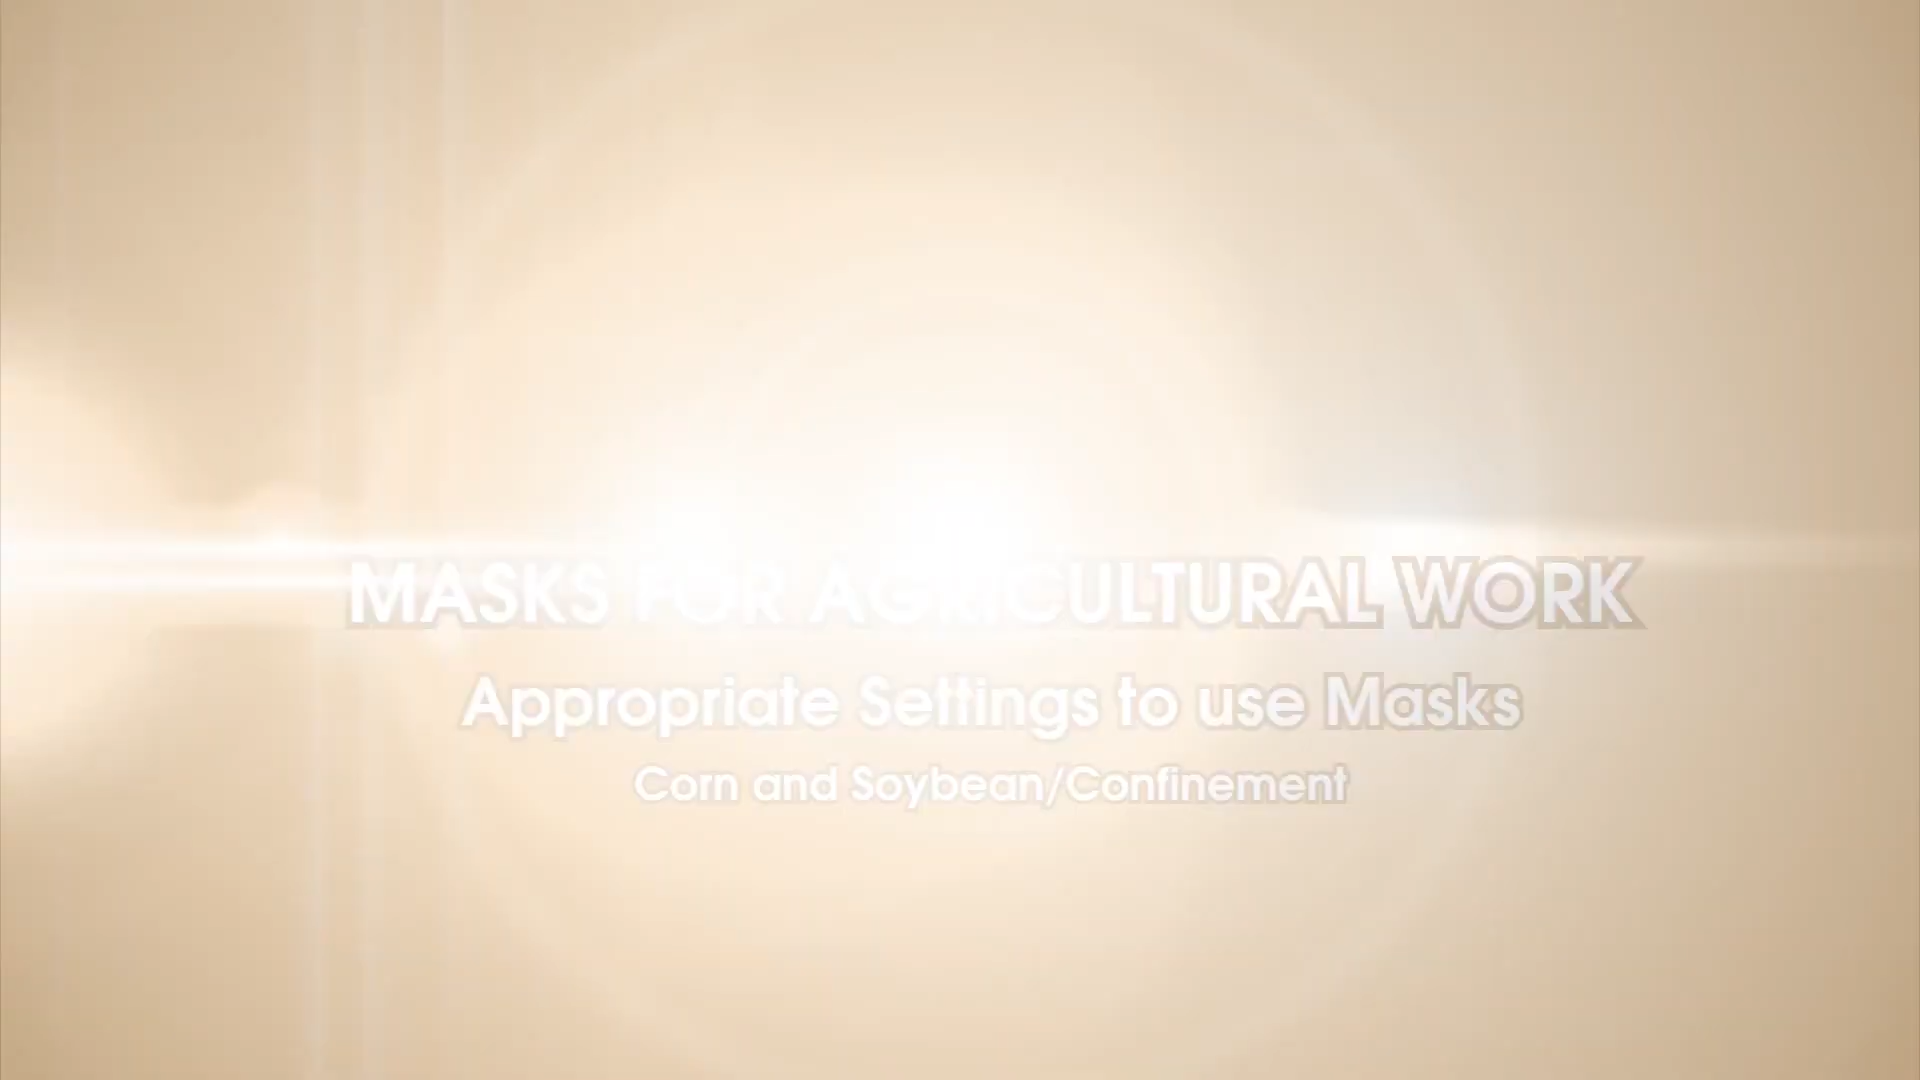 MASKS FOR AGRICULTURAL WORK
Appropriate Settings to use Masks
Corn and Soybean/Confinement